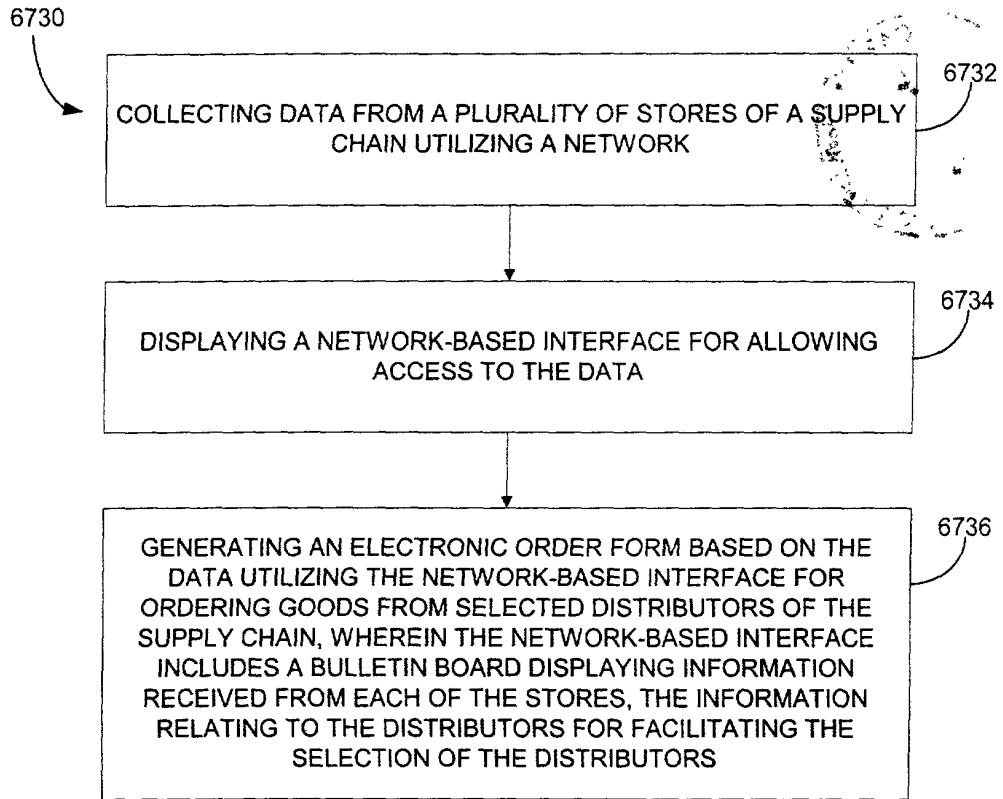 6730
6732
COLLECTING DATA FROM A PLURALITY OF STORES OF A SUPPLY
CHAIN UTILIZING A NETWORK
6734
DISPLAYING A NETWORK-BASED INTERFACE FOR ALLOWING
ACCESS TO THE DATA
6736
GENERATING AN ELECTRONIC ORDER FORM BASED ON THE
DATA UTILIZING THE NETWORK-BASED INTERFACE FOR
ORDERING GOODS FROM SELECTED DISTRIBUTORS OF THE
SUPPLY CHAIN, WHEREIN THE NETWORK-BASED INTERFACE
INCLUDES A BULLETIN BOARD DISPLAYING INFORMATION
RECEIVED FROM EACH OF THE STORES, THE INFORMATION
RELATING TO THE DISTRIBUTORS FOR FACILITATING THE
SELECTION OF THE DISTRIBUTORS